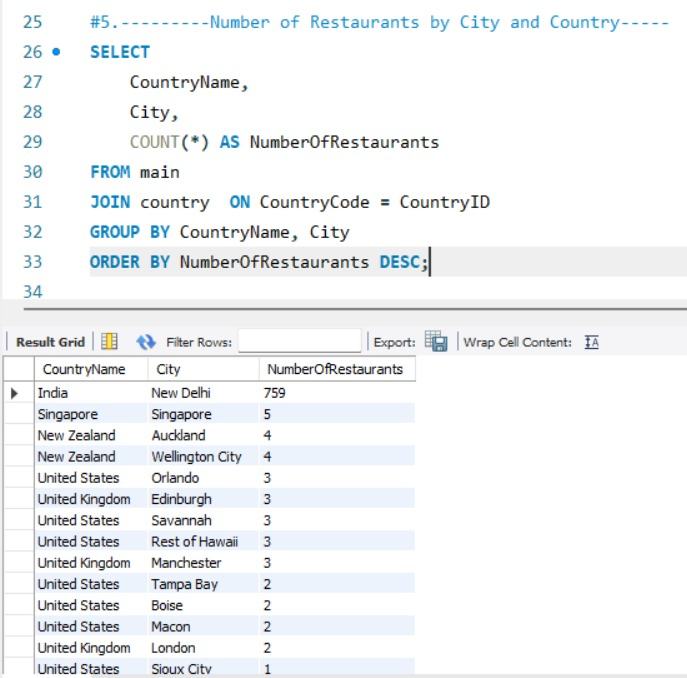 25 #5.---------Number of Restaurants by City and Country-----
26 SELECT
27 CountryName,
28 City,
29 COUNT(*) AS NumberOfRestaurants
30 FROM main
31 JOIN country  ON CountryCode = CountryID
32 GROUP BY CountryName, City
33 ORDER BY NumberOfRestaurants DESC;
34
Result Grid Filter Rows: Export: Wrap Cell Content: IA
CountryName City NumberOfRestaurants
India New Delhi 759
Singapore Singapore 5
New Zealand Auckland 4
New Zealand Wellington City 4
United States Orlando 3
United Kingdom Edinburgh 3
United States Savannah 3
United States Rest of Hawaii 3
United Kingdom Manchester 3
United States Tampa Bay 2
United States Boise 2
United States Macon 2
United Kingdom London 2
United States Sioux City 1